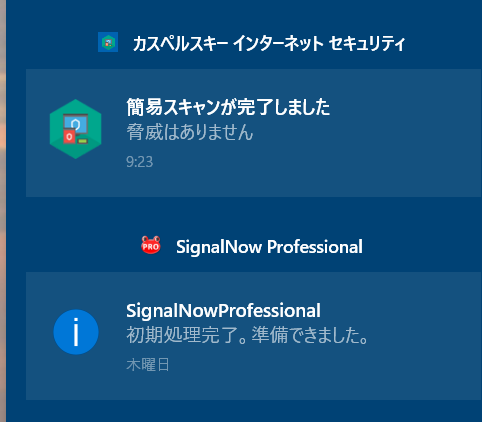 カスペルスキー インターネット セキュリティ
簡易スキャンが完了しました
脅威はありません
9:23
PRO
SignalNow Professional
SignalNowProfessional
初期処理完了。準備できました。
木曜日